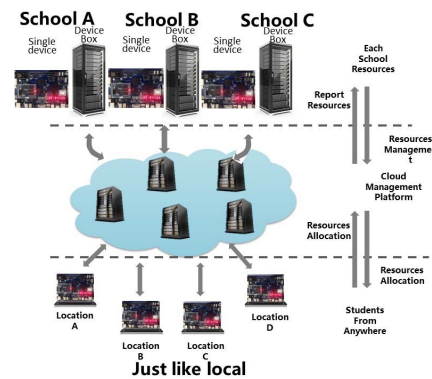 School A
School B
School C
Single
device
Device
Box
Single
device
Device
Box
Single
device
Device
Box
Each
School
Resources
Report
Resources
Resources
Manageme
t
Cloud
Management
Platform
Resources
Allocation
Resources
Allocation
Students
From
Anywhere
Location
A
Location
B
Location
C
Location
D
Just like local